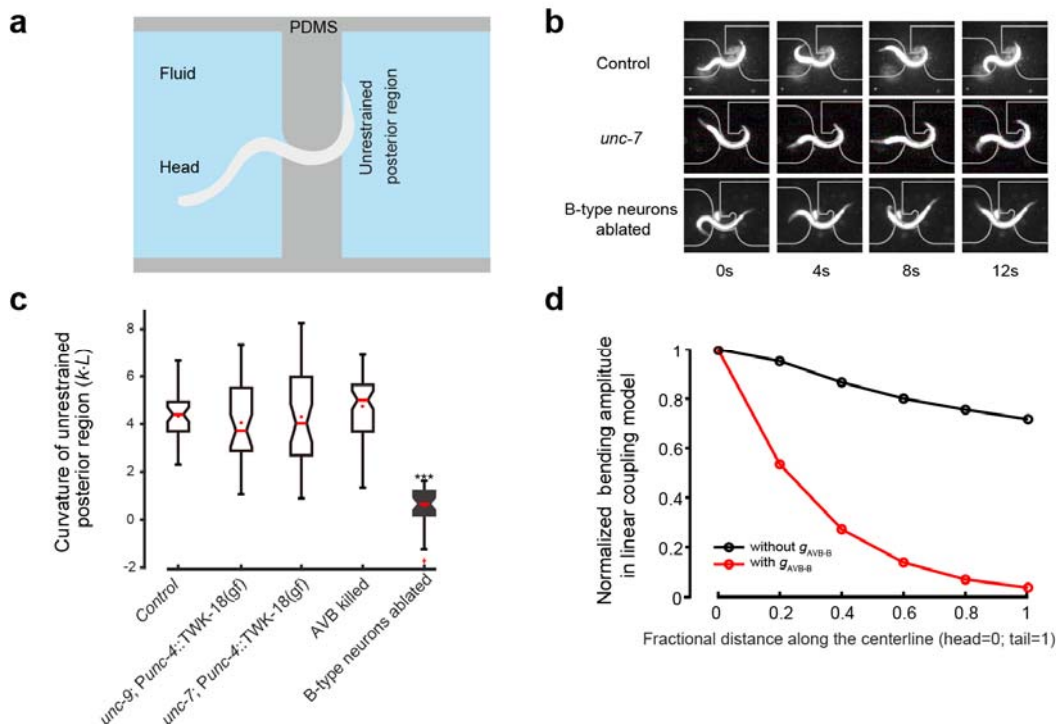 a
PDMS
Fluid
Head
Unrestrained
posterior region
b
Control
unc-7
B-type neurons
ablated
0s
4s
8s
12s
c
Curvature of unrestrained
posterior region (k·L)
8
6
4
2
0
-2
***
Control
unc-9; Punc-4::TWK-18(gf)
unc-7; Punc-4::TWK-18(gf)
AVB killed
B-type neurons ablated
d
Normalized bending amplitude
in linear coupling model
1
0.8
0.6
0.4
0.2
0
without gAVB-B
with gAVB-B
0
0.2
0.4
0.6
0.8
1
Fractional distance along the centerline (head=0; tail=1)